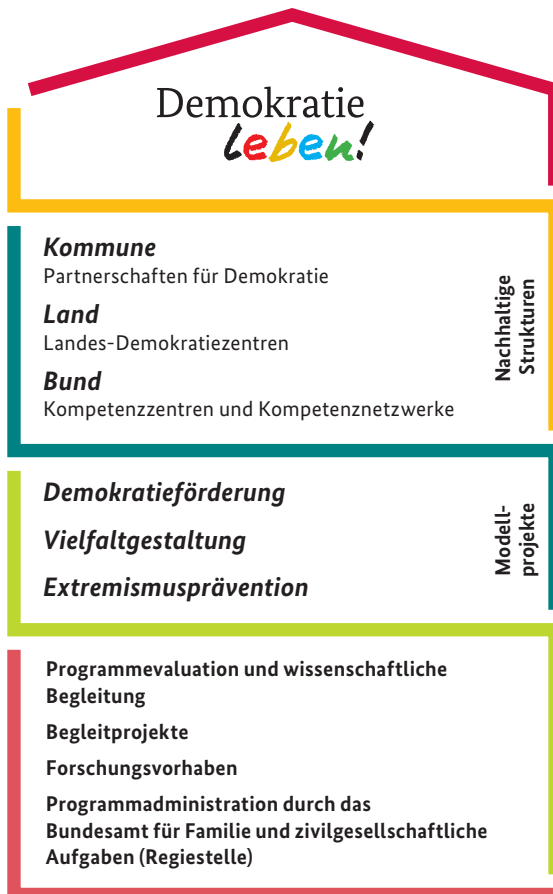 Demokratie
leben!
Kommune
Partnerschaften für Demokratie
Land
Landes-Demokratiezentren
Bund
Kompetenzzentren und Kompetenznetzwerke
Nachhaltige
Strukturen
Demokratieförderung
Vielfaltgestaltung
Extremismusprävention
Modell-
projekte
Programmevaluation und wissenschaftliche
Begleitung
Begleitprojekte
Forschungsvorhaben
Programmadministration durch das
Bundesamt für Familie und zivilgesellschaftliche
Aufgaben (Regiestelle)